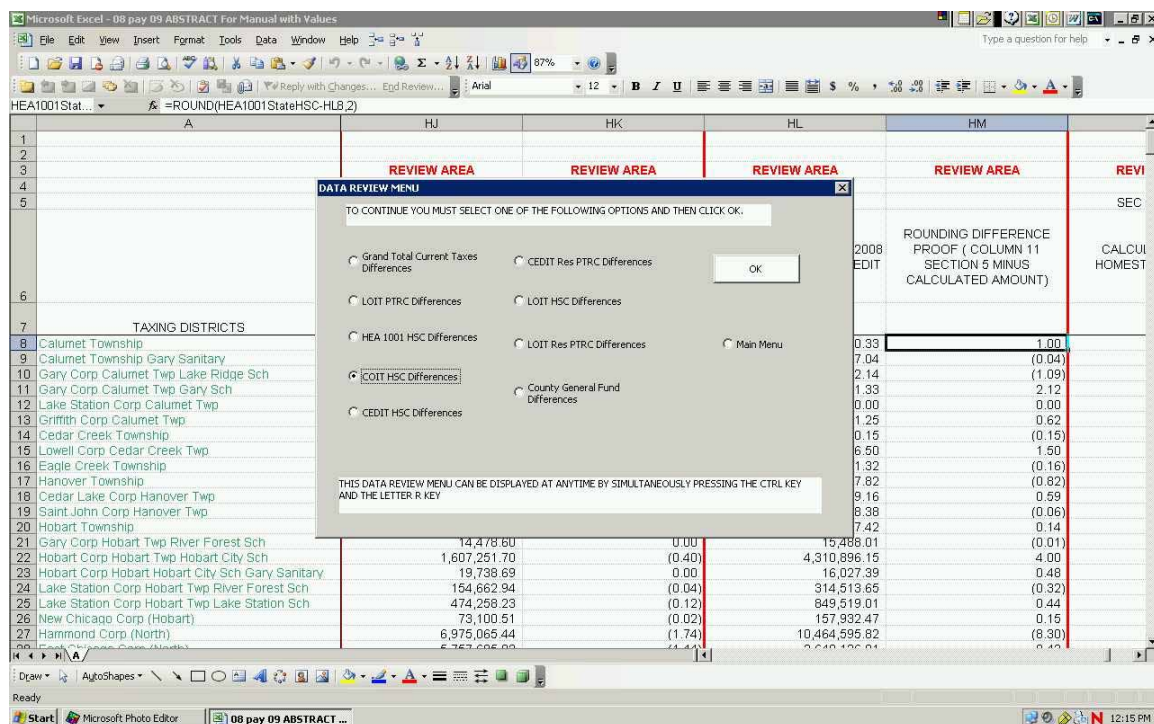 Microsoft Excel - 08 pay 09 ABSTRACT For Manual with Values
File Edit View Insert Format Tools Data Window Help
Type a question for help
87%
Reply with Changes... End Review...
Arial 12 B I U $ % ,
HEA1001Stat... fx =ROUND(HEA1001StateHSC-HL8,2)
A HJ HK HL HM
1
2
3 REVIEW AREA REVIEW AREA REVIEW AREA REVIEW AREA REVI
4
5 SEC
6 2008 EDIT ROUNDING DIFFERENCE PROOF ( COLUMN 11 SECTION 5 MINUS CALCULATED AMOUNT) CALCUL HOMEST
7 TAXING DISTRICTS
8 Calumet Township 0.33 1.00
9 Calumet Township Gary Sanitary 7.04 (0.04)
10 Gary Corp Calumet Twp Lake Ridge Sch 2.14 (1.09)
11 Gary Corp Calumet Twp Gary Sch 1.33 2.12
12 Lake Station Corp Calumet Twp 0.00 0.00
13 Griffith Corp Calumet Twp 1.25 0.62
14 Cedar Creek Township 0.15 (0.15)
15 Lowell Corp Cedar Creek Twp 6.50 1.50
16 Eagle Creek Township 1.32 (0.16)
17 Hanover Township 7.82 (0.82)
18 Cedar Lake Corp Hanover Twp 9.16 0.59
19 Saint John Corp Hanover Twp 8.38 (0.06)
20 Hobart Township 7.42 0.14
21 Gary Corp Hobart Twp River Forest Sch 14,478.60 0.00 15,488.01 (0.01)
22 Hobart Corp Hobart Twp Hobart City Sch 1,607,251.70 (0.40) 4,310,896.15 4.00
23 Hobart Corp Hobart Hobart City Sch Gary Sanitary 19,738.69 0.00 16,027.39 0.48
24 Lake Station Corp Hobart Twp River Forest Sch 154,662.94 (0.04) 314,513.65 (0.32)
25 Lake Station Corp Hobart Twp Lake Station Sch 474,258.23 (0.12) 849,519.01 0.44
26 New Chicago Corp (Hobart) 73,100.51 (0.02) 157,932.47 0.15
27 Hammond Corp (North) 6,975,065.44 (1.74) 10,464,595.82 (8.30)
DATA REVIEW MENU
TO CONTINUE YOU MUST SELECT ONE OF THE FOLLOWING OPTIONS AND THEN CLICK OK.
Grand Total Current Taxes Differences
CEDIT Res PTRC Differences
OK
LOIT PTRC Differences
LOIT HSC Differences
HEA 1001 HSC Differences
LOIT Res PTRC Differences
Main Menu
COIT HSC Differences
County General Fund Differences
CEDIT HSC Differences
THIS DATA REVIEW MENU CAN BE DISPLAYED AT ANYTIME BY SIMULTANEOUSLY PRESSING THE CTRL KEY
AND THE LETTER R KEY
A
Draw AutoShapes
Ready
Start Microsoft Photo Editor 08 pay 09 ABSTRACT ... 12:15 PM